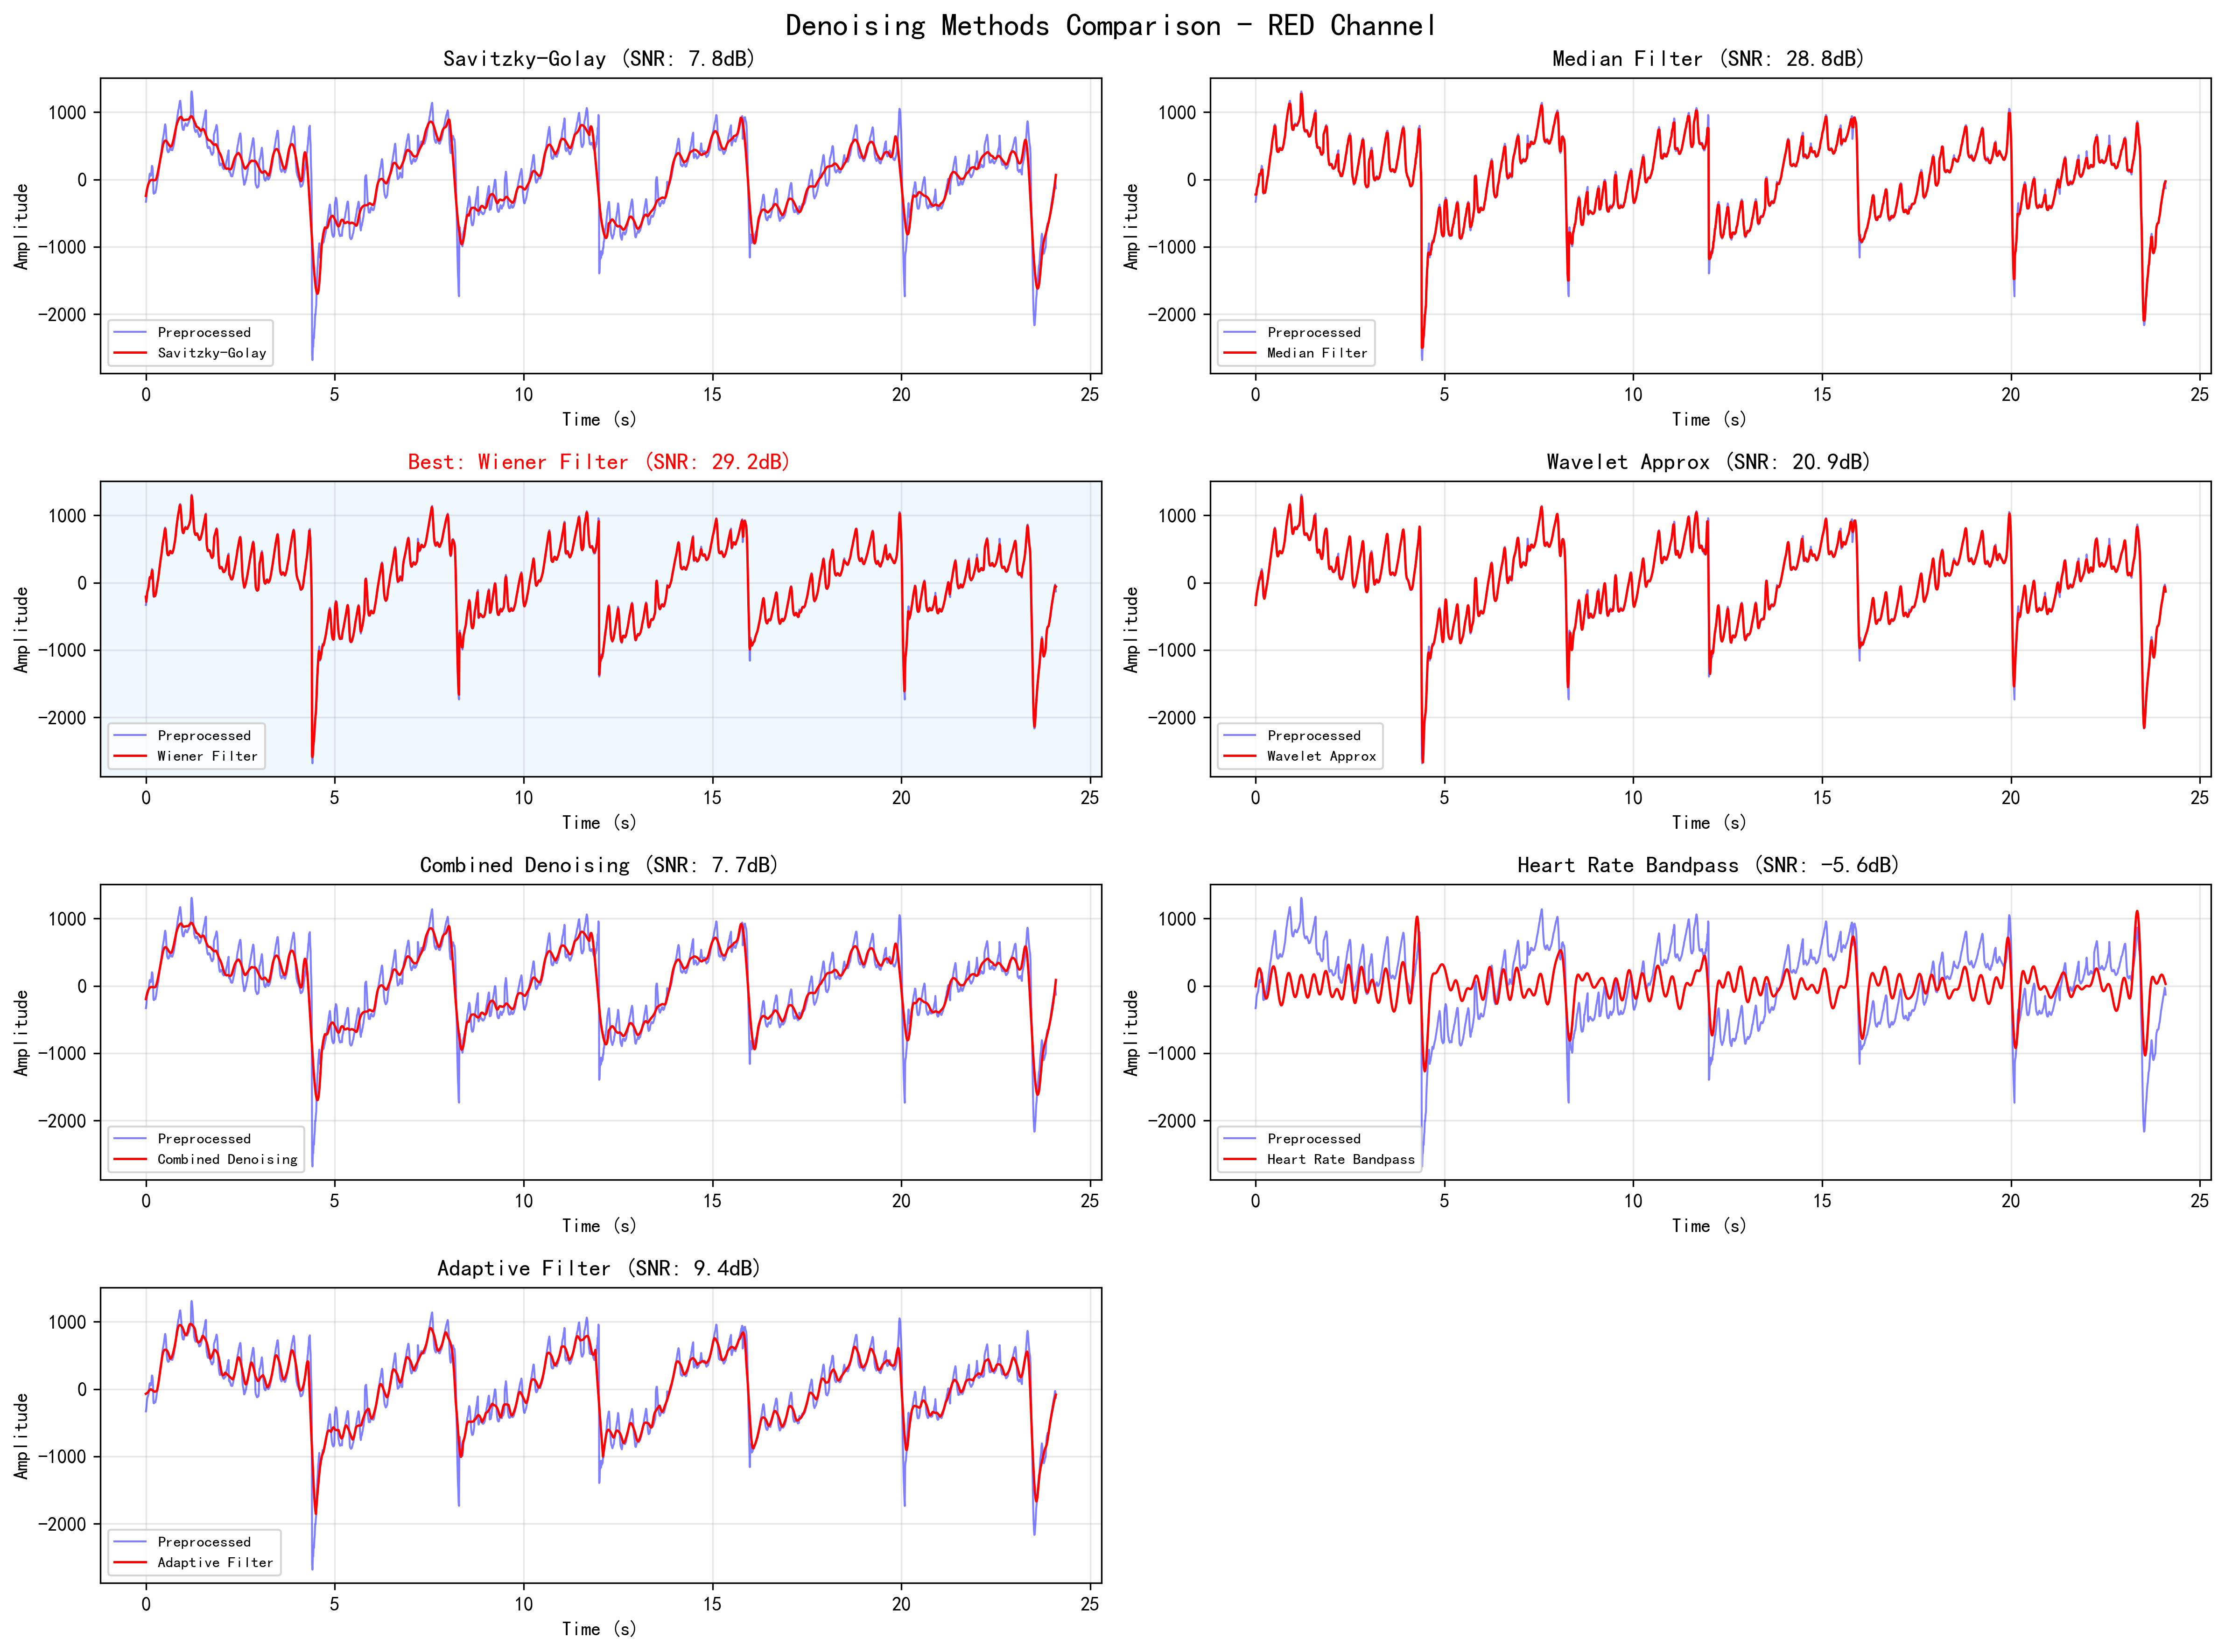 Denoising Methods Comparison - RED Channel
Savitzky-Golay (SNR: 7.8dB)
1000
0
-1000
-2000
Amplitude
Preprocessed
Savitzky-Golay
0 5 10 15 20 25
Time (s)
Median Filter (SNR: 28.8dB)
1000
0
-1000
-2000
Amplitude
Preprocessed
Median Filter
0 5 10 15 20 25
Time (s)
Best: Wiener Filter (SNR: 29.2dB)
1000
0
-1000
-2000
Amplitude
Preprocessed
Wiener Filter
0 5 10 15 20 25
Time (s)
Wavelet Approx (SNR: 20.9dB)
1000
0
-1000
-2000
Amplitude
Preprocessed
Wavelet Approx
0 5 10 15 20 25
Time (s)
Combined Denoising (SNR: 7.7dB)
1000
0
-1000
-2000
Amplitude
Preprocessed
Combined Denoising
0 5 10 15 20 25
Time (s)
Heart Rate Bandpass (SNR: -5.6dB)
1000
0
-1000
-2000
Amplitude
Preprocessed
Heart Rate Bandpass
0 5 10 15 20 25
Time (s)
Adaptive Filter (SNR: 9.4dB)
1000
0
-1000
-2000
Amplitude
Preprocessed
Adaptive Filter
0 5 10 15 20 25
Time (s)